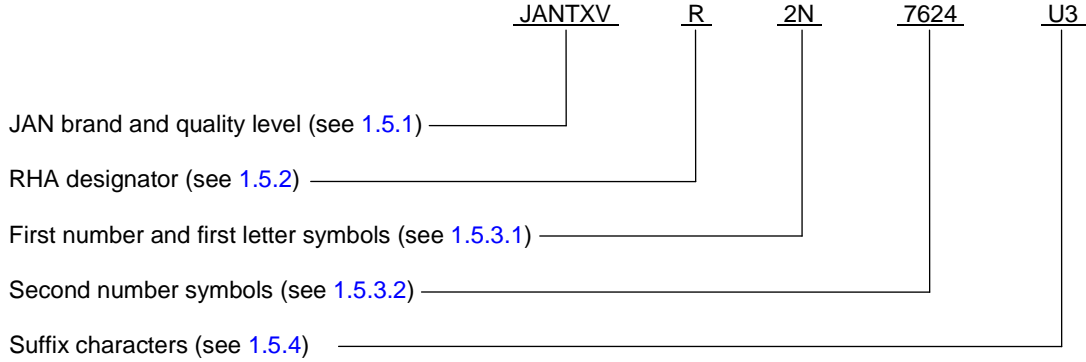 JANTXV R 2N 7624 U3
JAN brand and quality level (see 1.5.1)
RHA designator (see 1.5.2)
First number and first letter symbols (see 1.5.3.1)
Second number symbols (see 1.5.3.2)
Suffix characters (see 1.5.4)